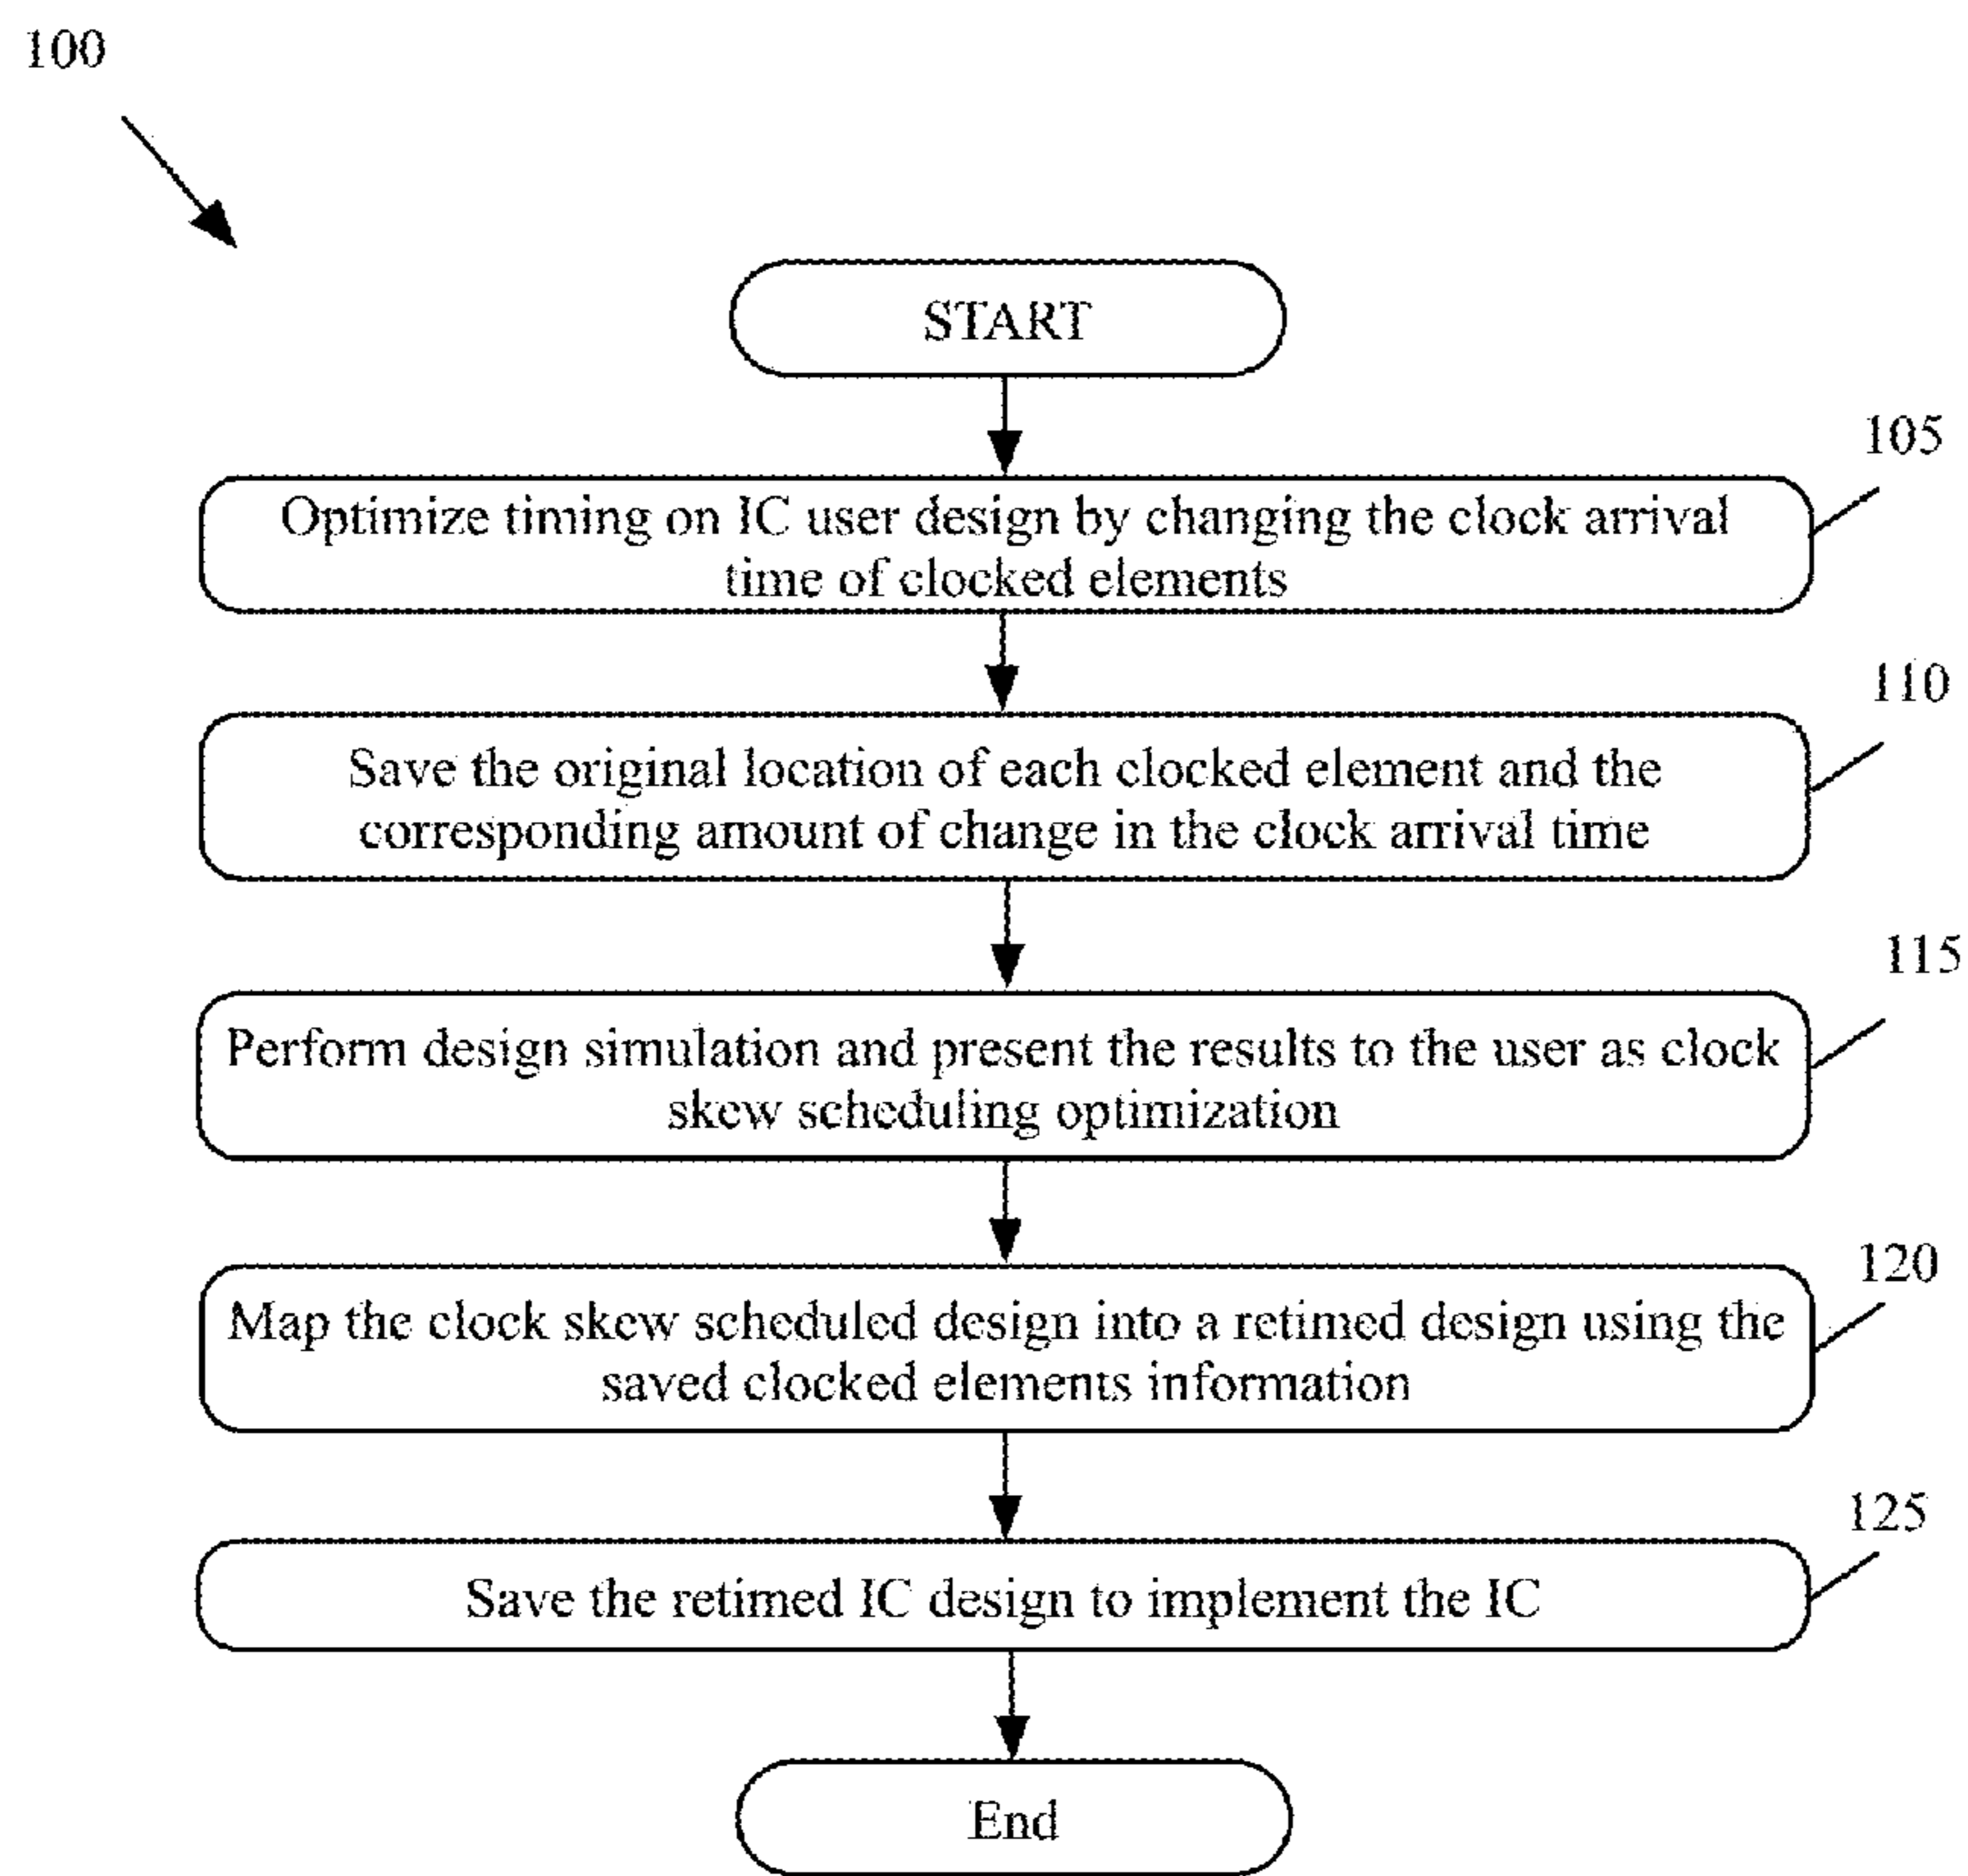 100
START
105
Optimize timing on IC user design by changing the clock arrival
time of clocked elements
110
Save the original location of each clocked element and the
corresponding amount of change in the clock arrival time
115
Perform design simulation and present the results to the user as clock
skew scheduling optimization
120
Map the clock skew scheduled design into a retimed design using the
saved clocked elements information
125
Save the retimed IC design to implement the IC
End